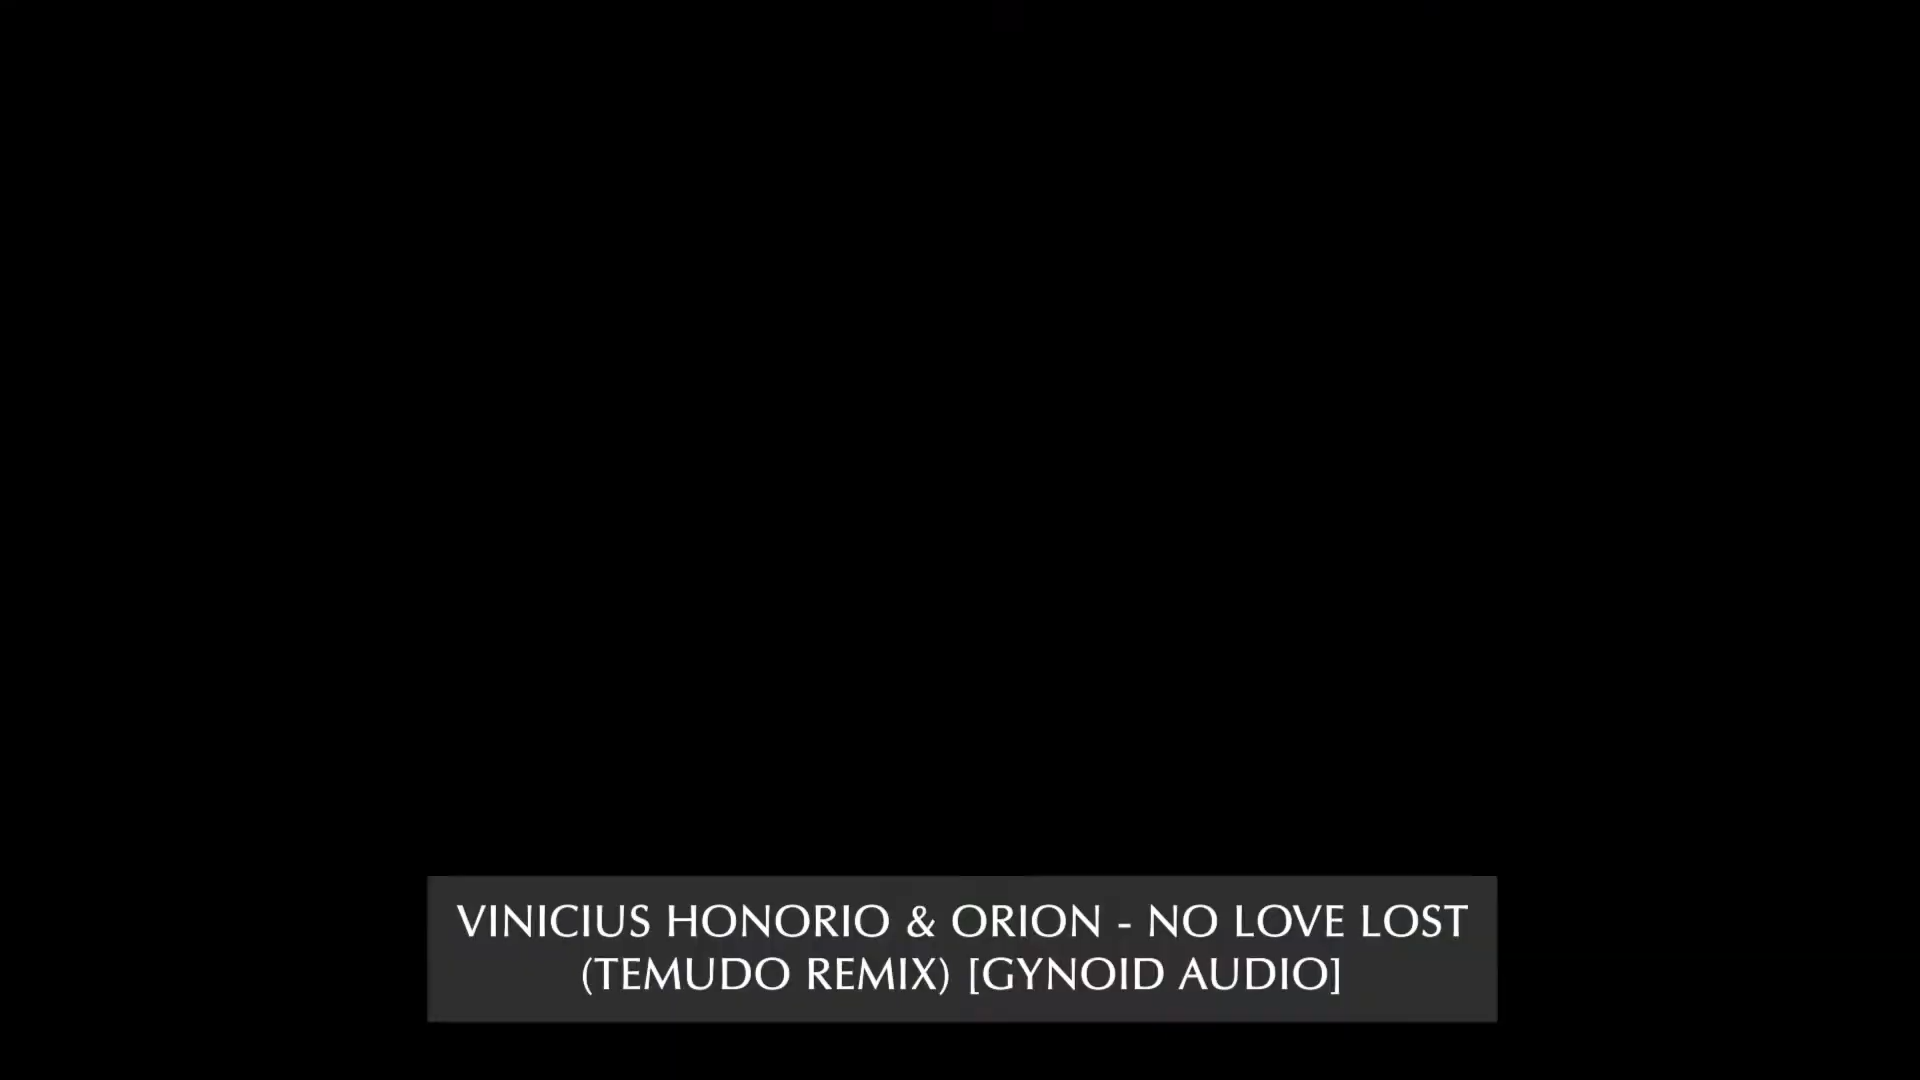 VINICIUS HONORIO & ORION - NO LOVE LOST
(TEMUDO REMIX) [GYNOID AUDIO]